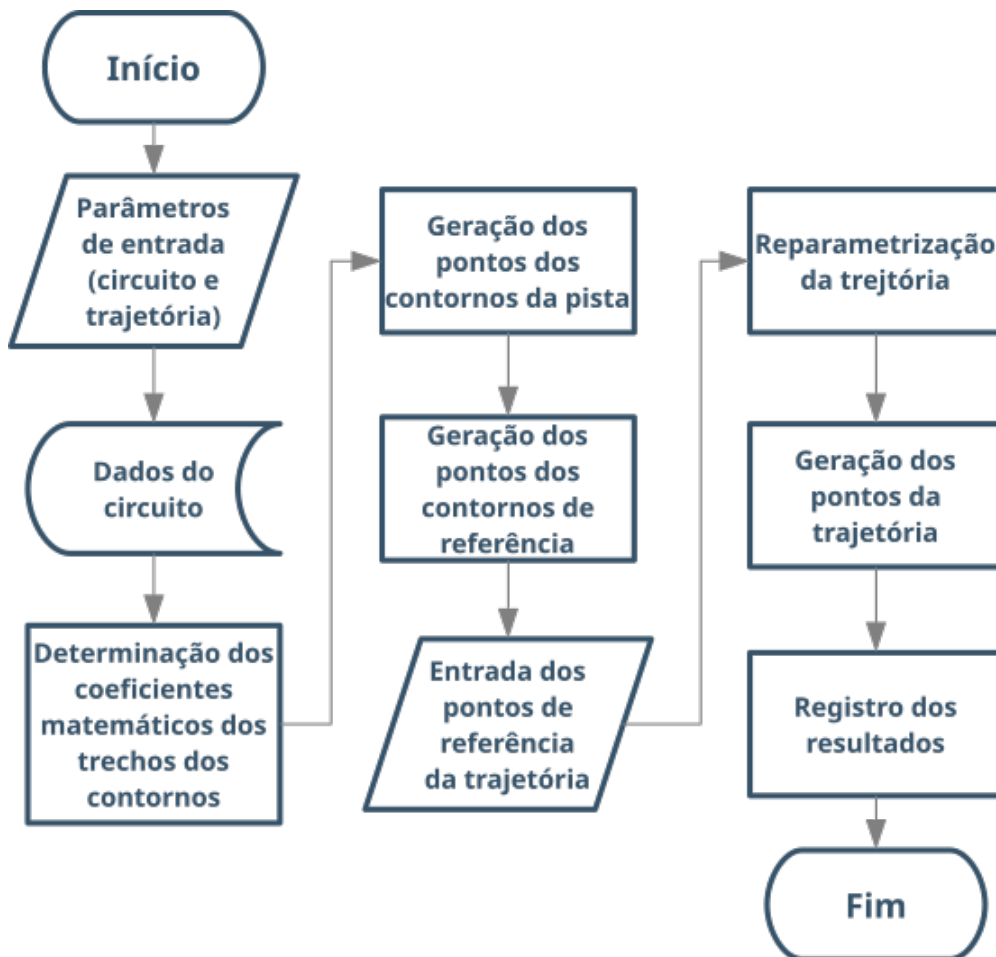 Início
Parâmetros
de entrada
(circuito e
trajetória)
Dados do
circuito
Determinação dos
coeficientes
matemáticos dos
trechos dos
contornos
Geração dos
pontos dos
contornos da pista
Geração dos
pontos dos
contornos de
referência
Entrada dos
pontos de
referência
da trajetória
Reparametrização
da trejtória
Geração dos
pontos da
trajetória
Registro dos
resultados
Fim